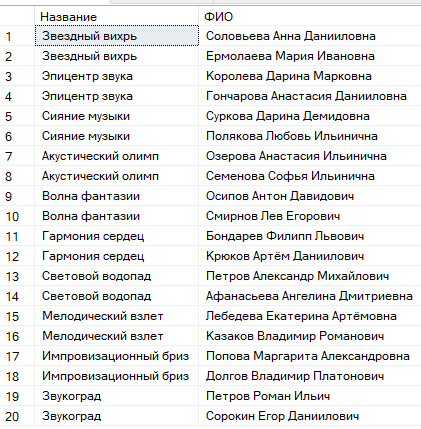 Название ФИО
1 Звездный вихрь Соловьева Анна Данииловна
2 Звездный вихрь Ермолаева Мария Ивановна
3 Эпицентр звука Королева Дарина Марковна
4 Эпицентр звука Гончарова Анастасия Данииловна
5 Сияние музыки Суркова Дарина Демидовна
6 Сияние музыки Полякова Любовь Ильинична
7 Акустический олимп Озерова Анастасия Ильинична
8 Акустический олимп Семенова Софья Ильинична
9 Волна фантазии Осипов Антон Давидович
10 Волна фантазии Смирнов Лев Егорович
11 Гармония сердец Бондарев Филипп Львович
12 Гармония сердец Крюков Артём Даниилович
13 Световой водопад Петров Александр Михайлович
14 Световой водопад Афанасьева Ангелина Дмитриевна
15 Мелодический взлет Лебедева Екатерина Артёмовна
16 Мелодический взлет Казаков Владимир Романович
17 Импровизационный бриз Попова Маргарита Александровна
18 Импровизационный бриз Долгов Владимир Платонович
19 Звукоград Петров Роман Ильич
20 Звукоград Сорокин Егор Даниилович